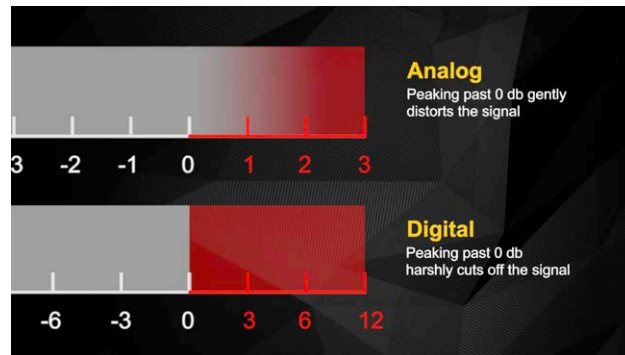 Analog
Peaking past 0 db gently
distorts the signal
3 -2 -1 0 1 2 3
Digital
Peaking past 0 db
harshly cuts off the signal
-6 -3 0 3 6 12